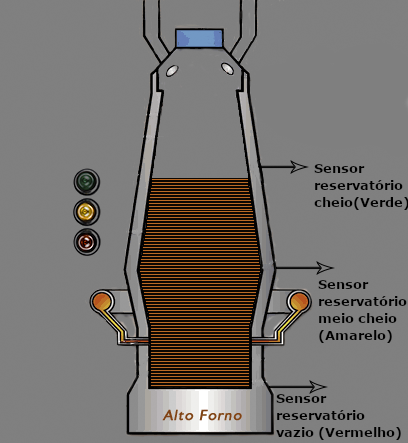 Sensor
reservatório
cheio(Verde)
Sensor
reservatório
meio cheio
(Amarelo)
Sensor
reservatório
vazio (Vermelho)
Alto Forno